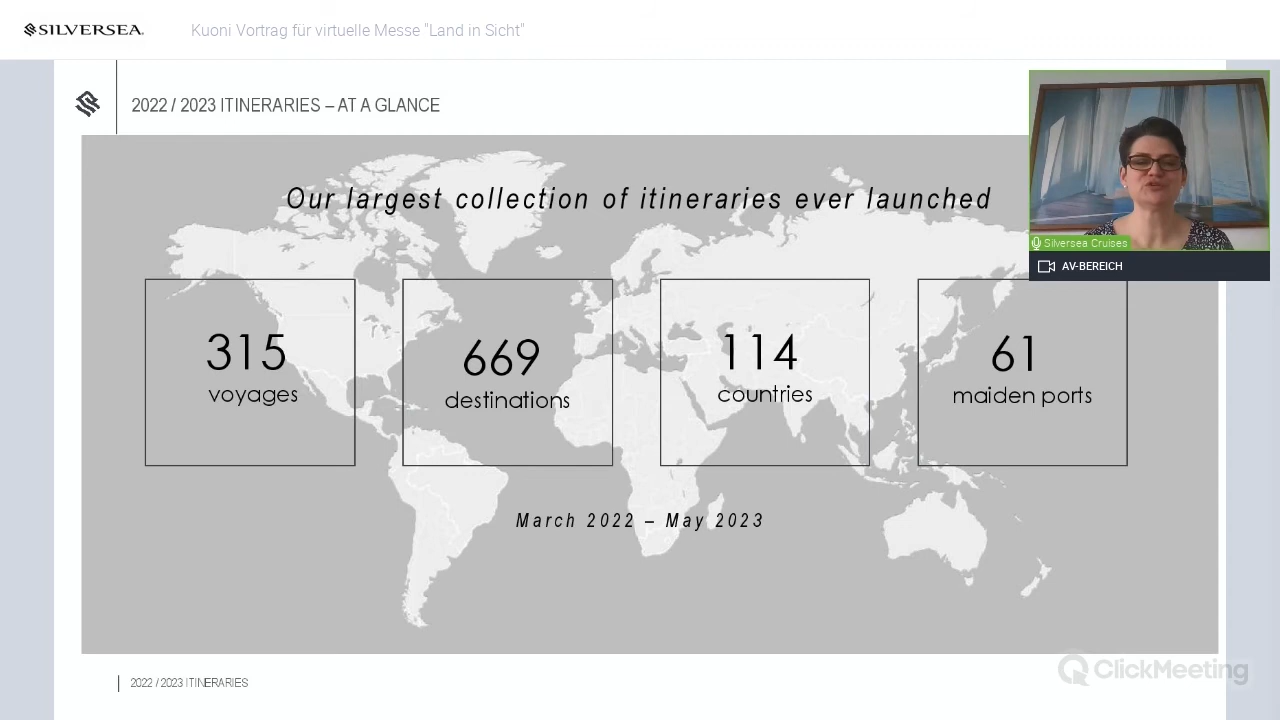 SILVERSEA
Kuoni Vortrag für virtuelle Messe "Land in Sicht"
2022 / 2023 ITINERARIES – AT A GLANCE
Our largest collection of itineraries ever launched
Silversea Cruises
AV-BEREICH
315
voyages
669
destinations
114
countries
61
maiden ports
March 2022 – May 2023
2022 / 2023 ITINERARIES
ClickMeeting